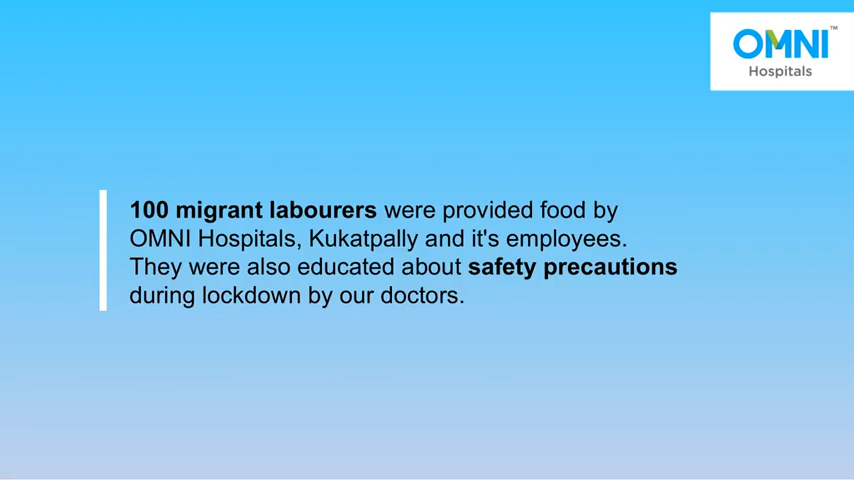 OMNI™
Hospitals
100 migrant labourers were provided food by
OMNI Hospitals, Kukatpally and it's employees.
They were also educated about safety precautions
during lockdown by our doctors.